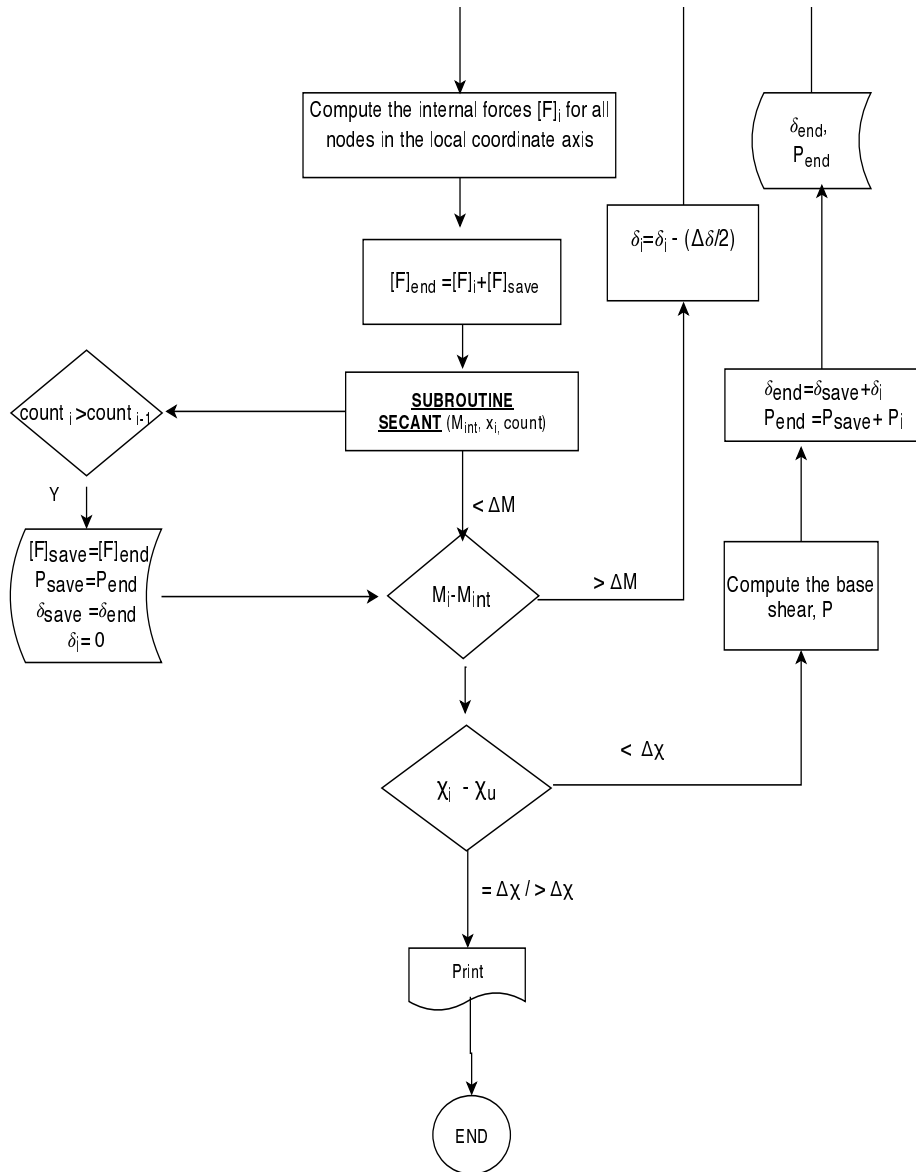 Compute the internal forces [F]i for all
nodes in the local coordinate axis
δend,
Pend
δi=δi - (Δδ/2)
[F]end =[F]i+[F]save
SUBROUTINE
SECANT (Mint, xi, count)
count i >count i-1
δend=δsave+δi
Pend =Psave+ Pi
Y
< ΔM
[F]save=[F]end
Psave=Pend
δsave =δend
δi= 0
Mi-Mint
> ΔM
Compute the base
shear, P
< Δχ
χi - χu
= Δχ / > Δχ
Print
END